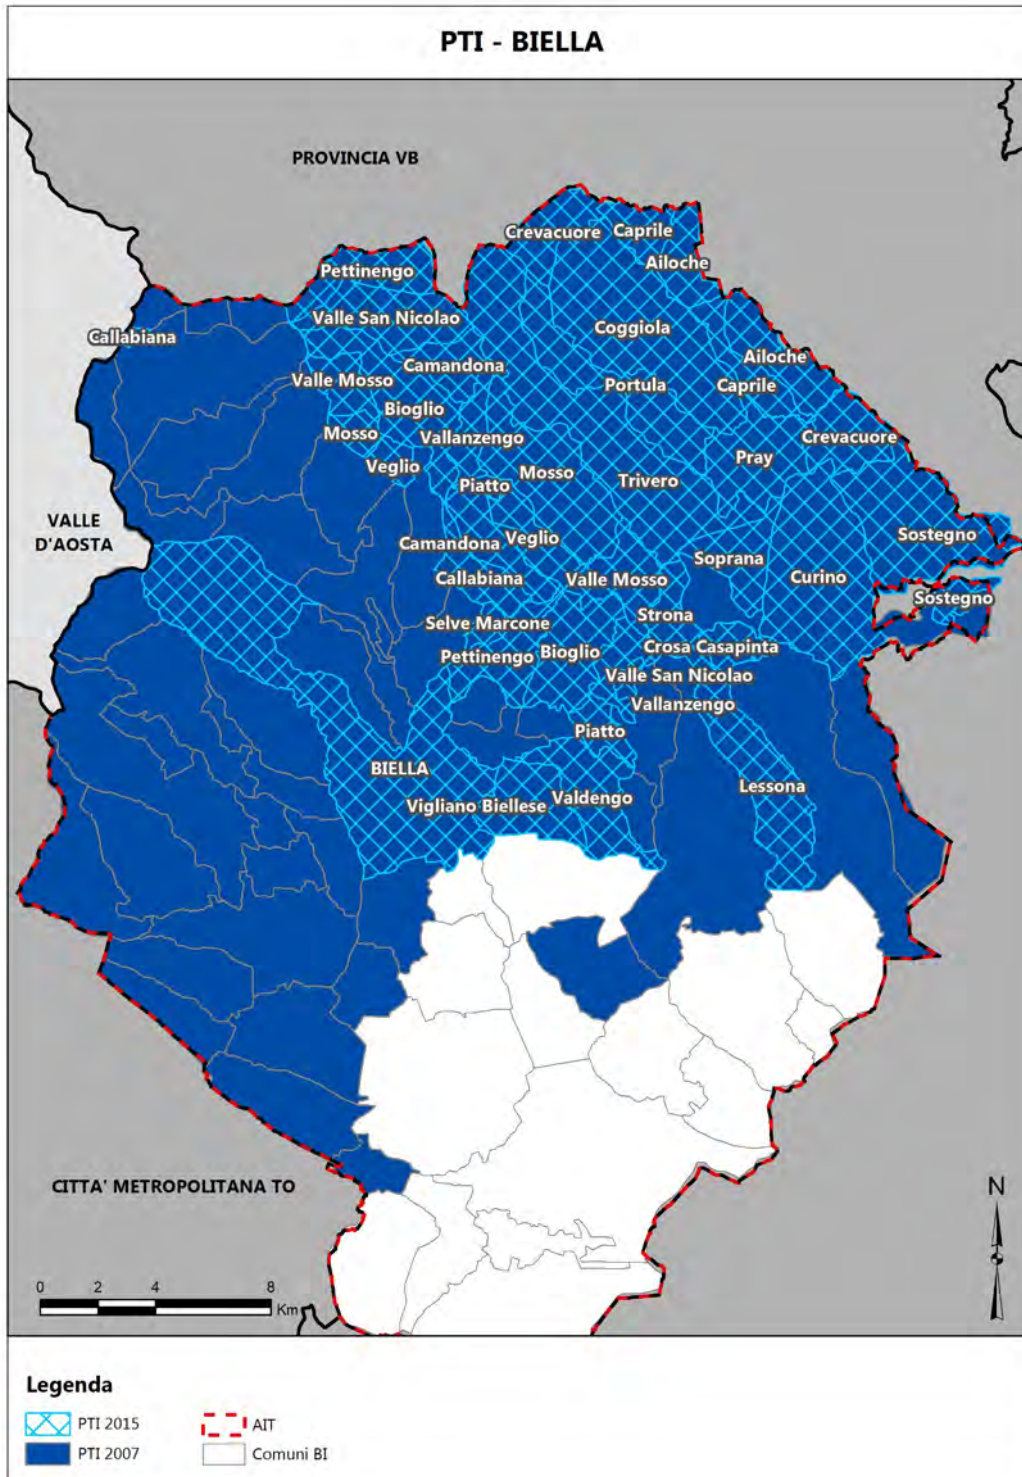 PTI - BIELLA
PROVINCIA VB
Crevacuore
Caprile
Ailoche
Pettinengo
Valle San Nicolao
Coggiola
Callabiana
Camandona
Ailoche
Valle Mosso
Portula
Caprile
Bioglio
Mosso
Vallanzengo
Crevacuore
Veglio
Mosso
Pray
Piatto
Trivero
VALLE
D'AOSTA
Camandona
Veglio
Sostegno
Callabiana
Valle Mosso
Soprana
Curino
Sostegno
Selve Marcone
Strona
Pettinengo
Bioglio
Crosa Casapinta
Valle San Nicolao
Vallanzengo
Piatto
BIELLA
Lessona
Vigliano Biellese
Valdengo
CITTA' METROPOLITANA TO
N
0 2 4 8
Km
Legenda
PTI 2015
AIT
PTI 2007
Comuni BI